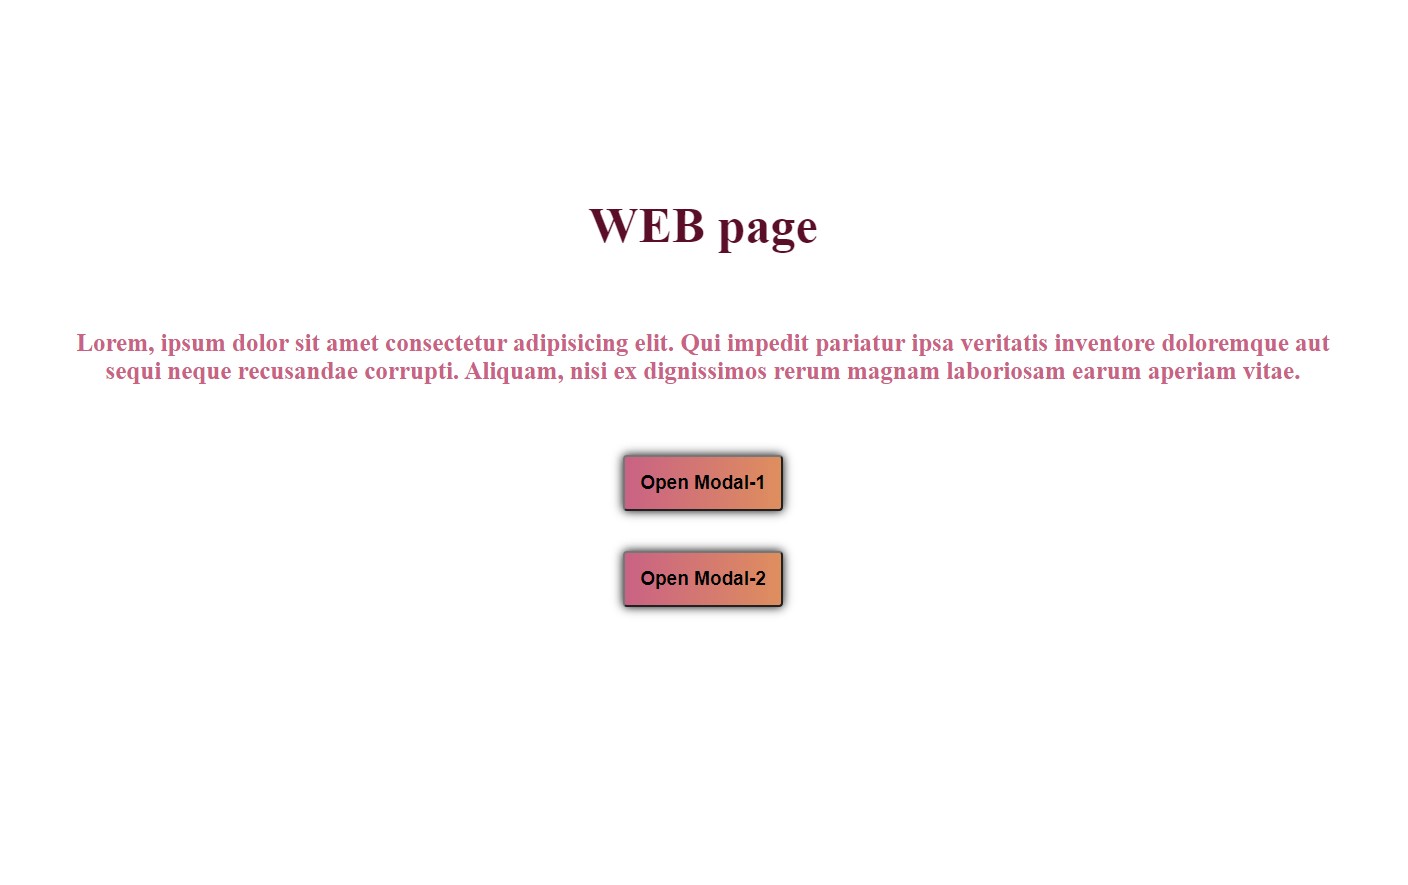 WEB page
Lorem, ipsum dolor sit amet consectetur adipisicing elit. Qui impedit pariatur ipsa veritatis inventore doloremque aut
sequi neque recusandae corrupti. Aliquam, nisi ex dignissimos rerum magnam laboriosam earum aperiam vitae.
Open Modal-1
Open Modal-2